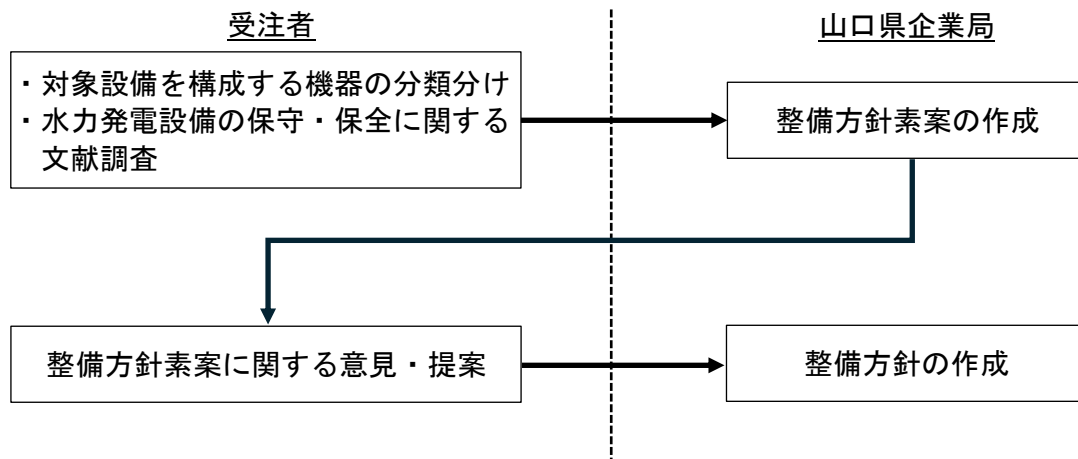 受注者
山口県企業局
・対象設備を構成する機器の分類分け
・水力発電設備の保守・保全に関する
文献調査
整備方針素案の作成
整備方針素案に関する意見・提案
整備方針の作成